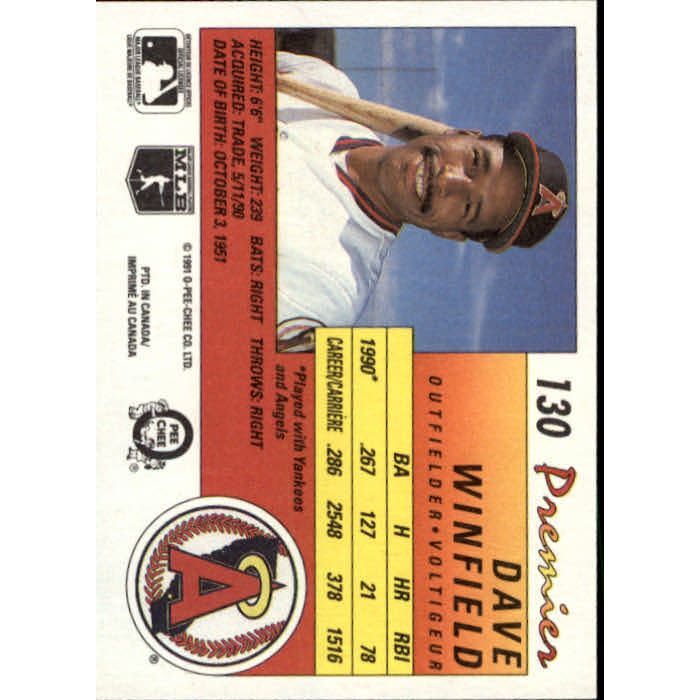 130 Premier
DAVE
WINFIELD
OUTFIELDER • VOLTIGEUR
BA H HR RBI
1990* .267 127 21 78
CAREER/CARRIÈRE .286 2548 378 1516
*Played with Yankees
and Angels
HEIGHT: 6'6" WEIGHT: 239 BATS: RIGHT THROWS: RIGHT
ACQUIRED: TRADE, 5/11/90
DATE OF BIRTH: OCTOBER 3, 1951
A
A
®
MLB
© 1991 O-PEE-CHEE CO. LTD.
PTD. IN CANADA/
IMPRIMÉ AU CANADA
O
PEE
CHEE
®